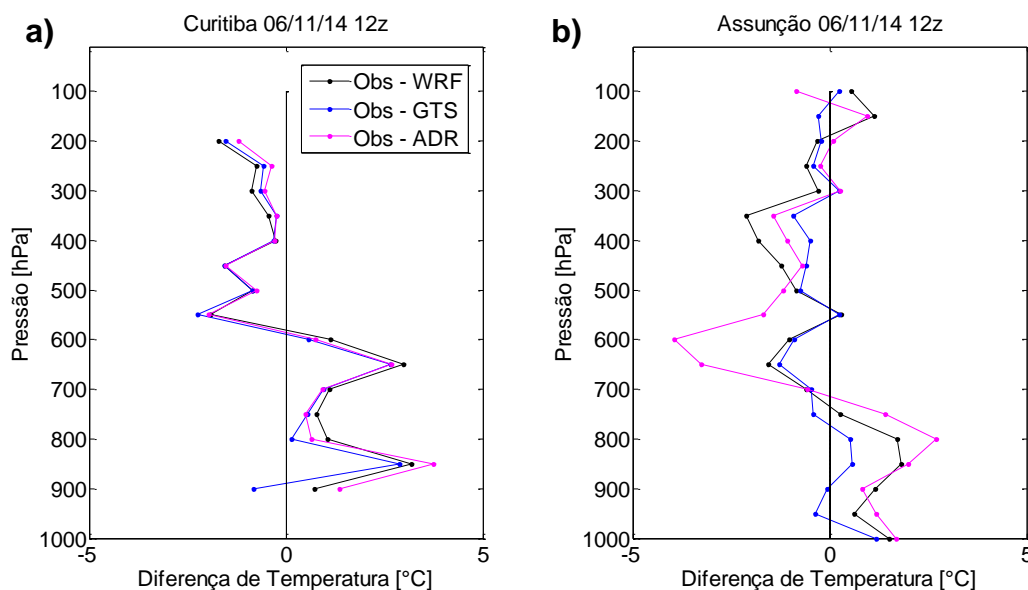 a)
Curitiba 06/11/14 12z
Obs - WRF
Obs - GTS
Obs - ADR
100
200
300
400
500
600
700
800
900
1000
Pressão [hPa]
-5
0
5
Diferença de Temperatura [°C]
b)
Assunção 06/11/14 12z
100
200
300
400
500
600
700
800
900
1000
Pressão [hPa]
-5
0
5
Diferença de Temperatura [°C]